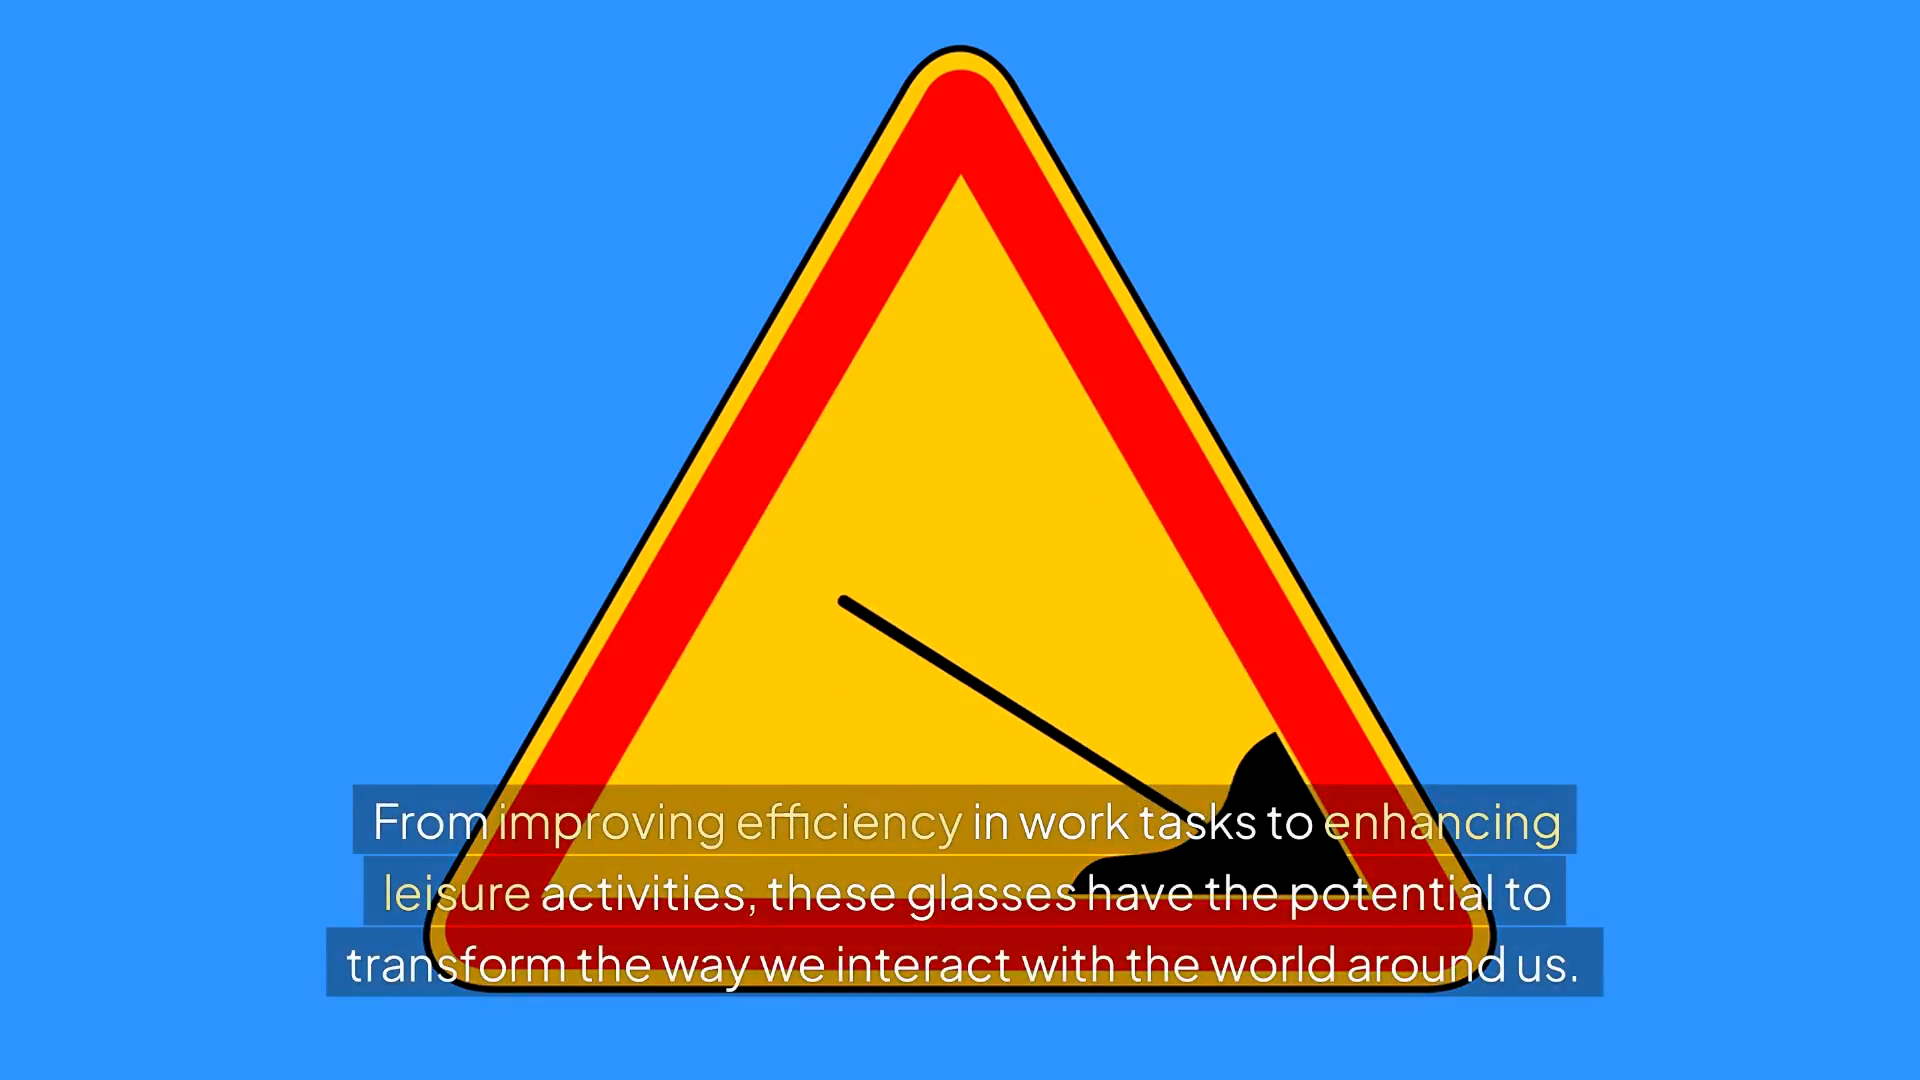 From improving efficiency in work tasks to enhancing
leisure activities, these glasses have the potential to
transform the way we interact with the world around us.